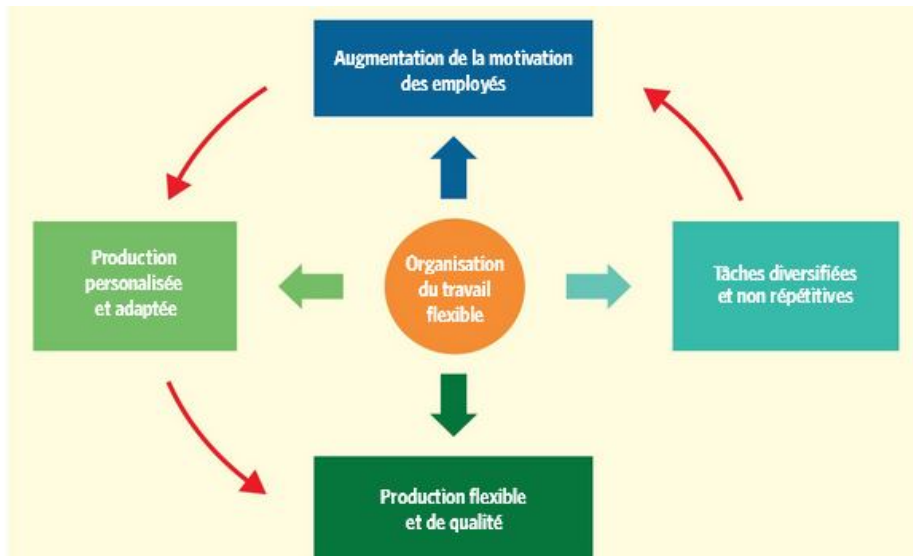 Augmentation de la motivation
des employés
Production
personalisée
et adaptée
Organisation
du travail
flexible
Tâches diversifiées
et non répétitives
Production flexible
et de qualité